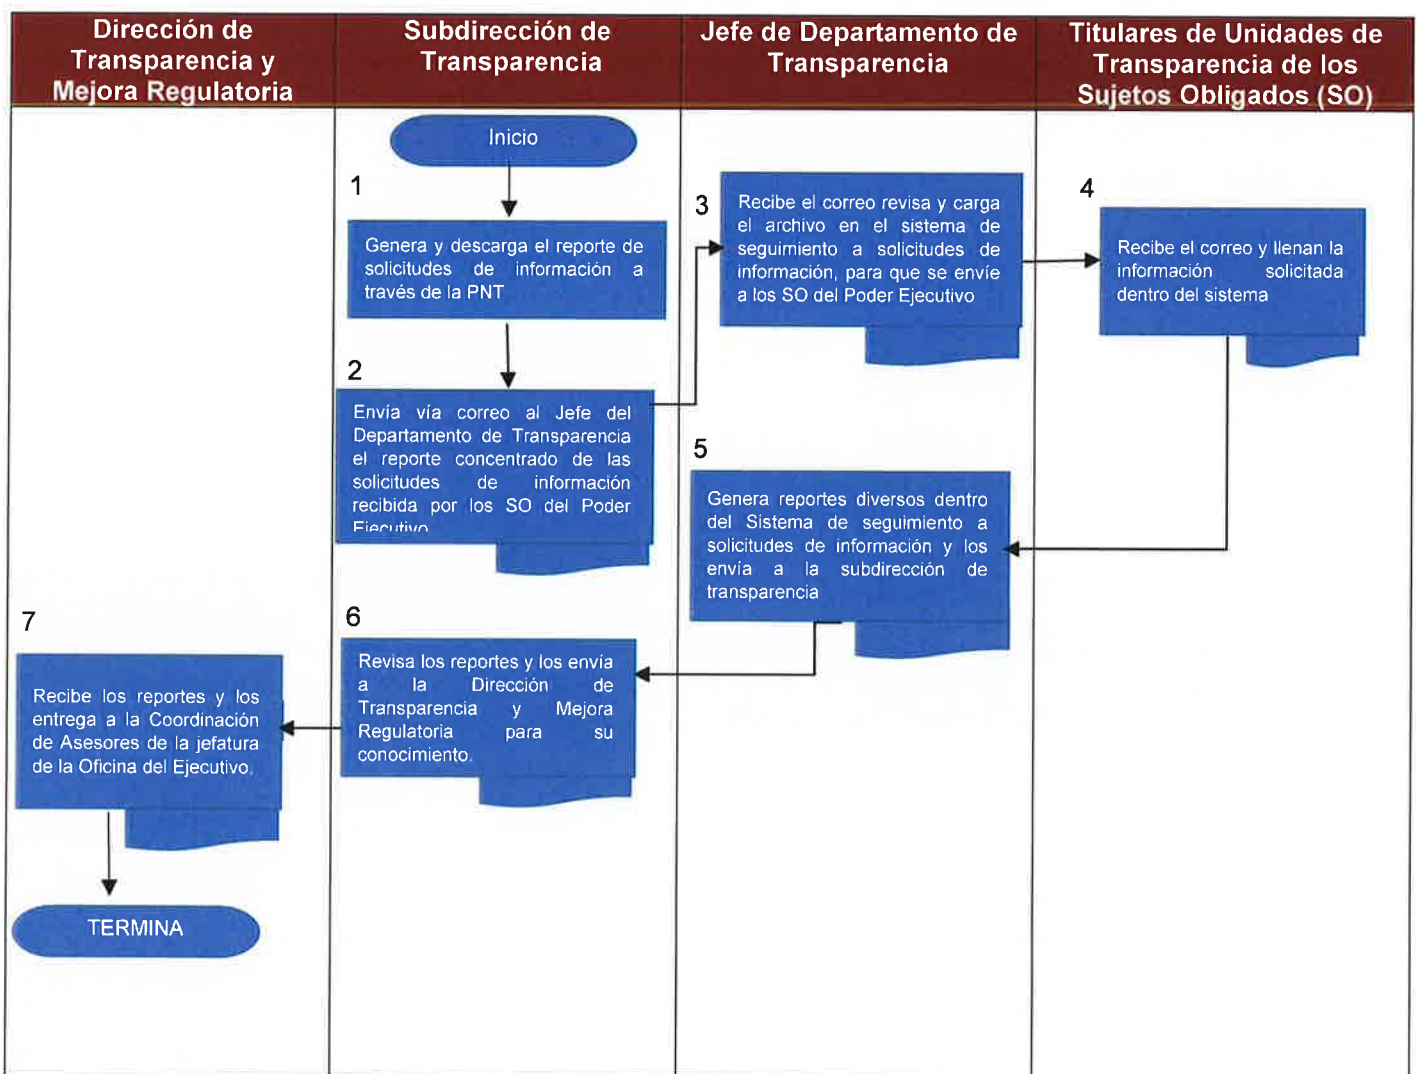 Dirección de
Transparencia y
Mejora Regulatoria
Subdirección de
Transparencia
Jefe de Departamento de
Transparencia
Titulares de Unidades de
Transparencia de los
Sujetos Obligados (SO)
Inicio
1
Genera y descarga el reporte de
solicitudes de información a
través de la PNT
2
Envía vía correo al Jefe del
Departamento de Transparencia
el reporte concentrado de las
solicitudes de información
recibida por los SO del Poder
Ejecutivo
3
Recibe el correo revisa y carga
el archivo en el sistema de
seguimiento a solicitudes de
información, para que se envíe
a los SO del Poder Ejecutivo
4
Recibe el correo y llenan la
información solicitada
dentro del sistema
5
Genera reportes diversos dentro
del Sistema de seguimiento a
solicitudes de información y los
envía a la subdirección de
transparencia
6
Revisa los reportes y los envía
a la Dirección de
Transparencia y Mejora
Regulatoria para su
conocimiento.
7
Recibe los reportes y los
entrega a la Coordinación
de Asesores de la jefatura
de la Oficina del Ejecutivo.
TERMINA